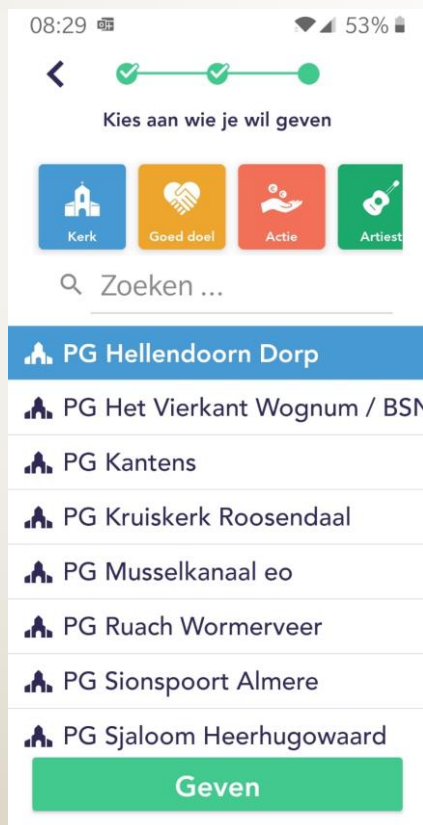 08:29 53%
Kies aan wie je wil geven
Kerk Goed doel Actie Artiest
Zoeken ...
PG Hellendoorn Dorp
PG Het Vierkant Wognum / BSN
PG Kantens
PG Kruiskerk Roosendaal
PG Musselkanaal eo
PG Ruach Wormerveer
PG Sionspoort Almere
PG Sjaloom Heerhugowaard
Geven